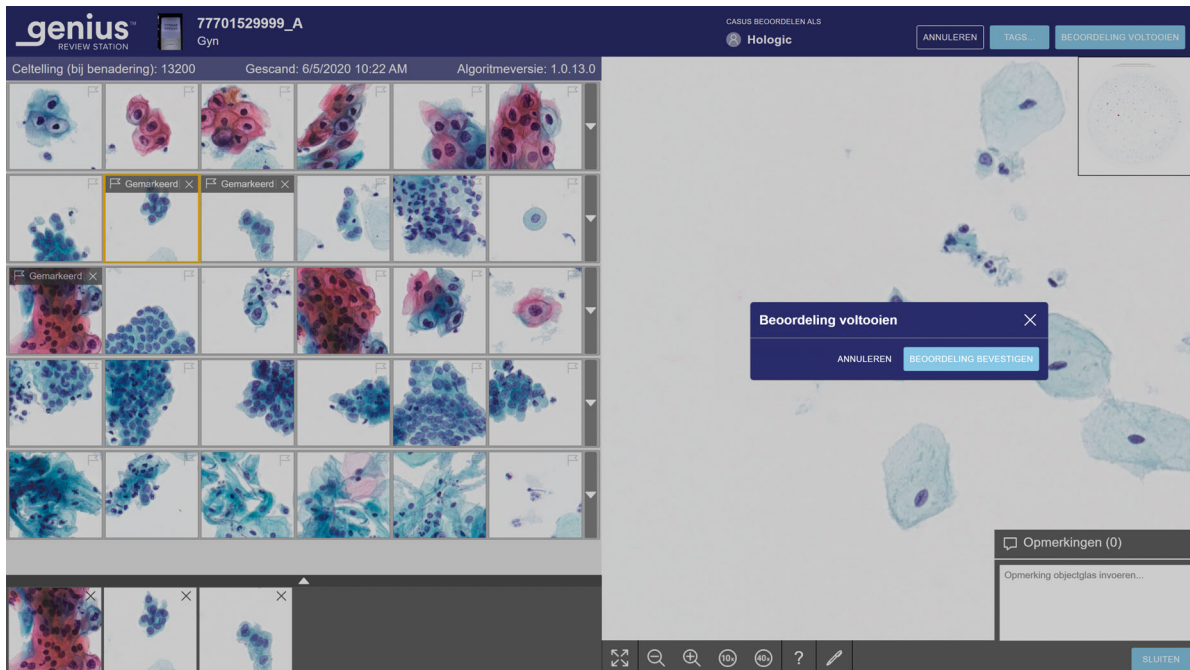 genius™
REVIEW STATION
77701529999_A
Gyn
CASUS BEOORDELEN ALS
Hologic
ANNULEREN
TAGS...
BEOORDELING VOLTOOIEN
Celtelling (bij benadering): 13200
Gescand: 6/5/2020 10:22 AM
Algoritmeversie: 1.0.13.0
Gemarkeerd
Gemarkeerd
Gemarkeerd
Beoordeling voltooien
ANNULEREN
BEOORDELING BEVESTIGEN
Opmerkingen (0)
Opmerking objectglas invoeren...
10x
40x
?
SLUITEN